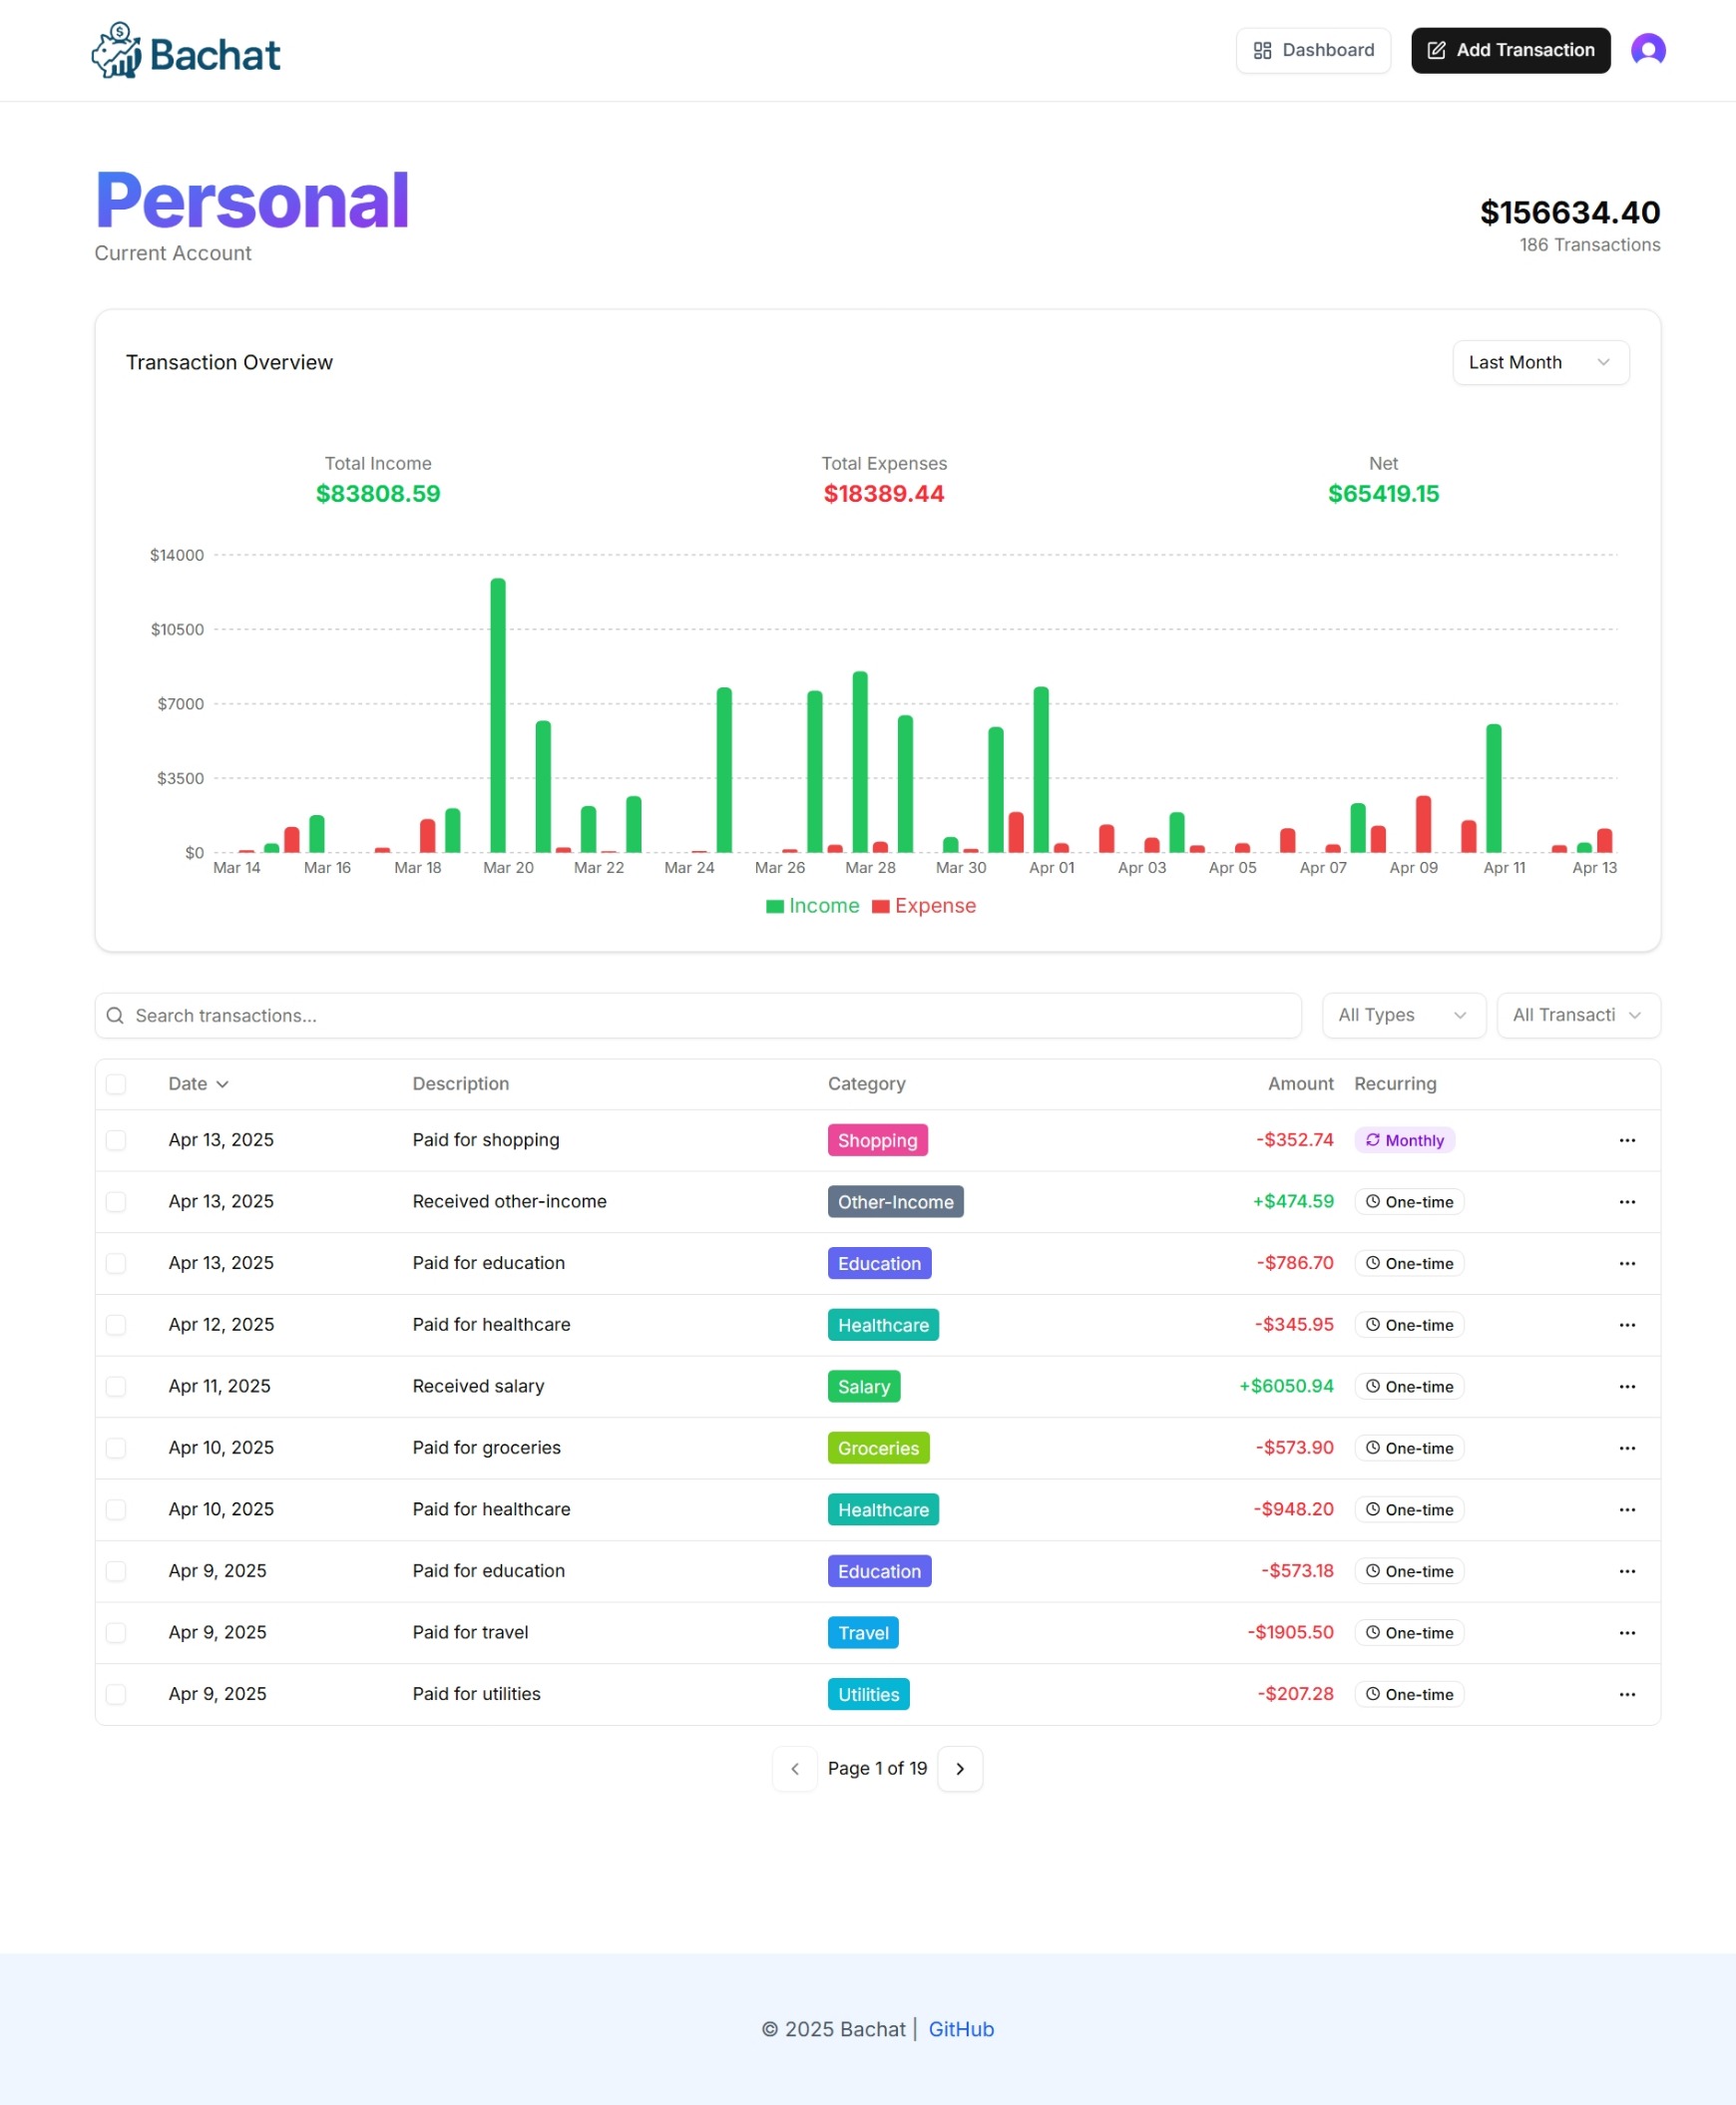 Bachat
Dashboard
Add Transaction
Personal
Current Account
$156634.40
186 Transactions
Transaction Overview
Last Month
Total Income
$83808.59
Total Expenses
$18389.44
Net
$65419.15
$14000
$10500
$7000
$3500
$0
Mar 14 Mar 16 Mar 18 Mar 20 Mar 22 Mar 24 Mar 26 Mar 28 Mar 30 Apr 01 Apr 03 Apr 05 Apr 07 Apr 09 Apr 11 Apr 13
Income Expense
Search transactions...
All Types
All Transacti
Date Description Category Amount Recurring
Apr 13, 2025 Paid for shopping Shopping -$352.74 Monthly
Apr 13, 2025 Received other-income Other-Income +$474.59 One-time
Apr 13, 2025 Paid for education Education -$786.70 One-time
Apr 12, 2025 Paid for healthcare Healthcare -$345.95 One-time
Apr 11, 2025 Received salary Salary +$6050.94 One-time
Apr 10, 2025 Paid for groceries Groceries -$573.90 One-time
Apr 10, 2025 Paid for healthcare Healthcare -$948.20 One-time
Apr 9, 2025 Paid for education Education -$573.18 One-time
Apr 9, 2025 Paid for travel Travel -$1905.50 One-time
Apr 9, 2025 Paid for utilities Utilities -$207.28 One-time
Page 1 of 19
© 2025 Bachat | GitHub